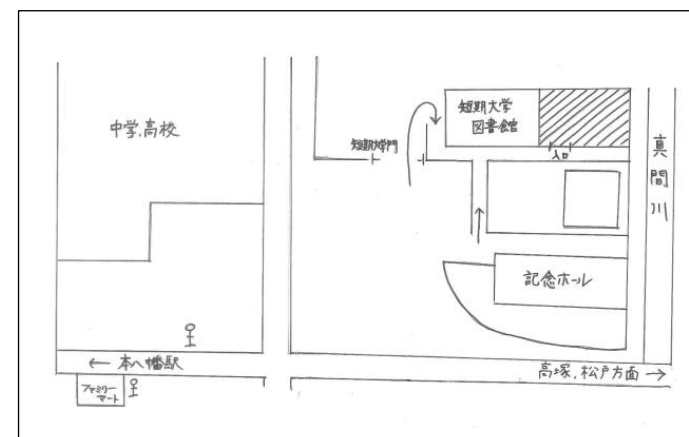 中学,高校
短期大学
図書館
短期大学門
入口
真間川
記念ホール
← 本八幡駅
高塚,松戸方面 →
ファミリー
マート